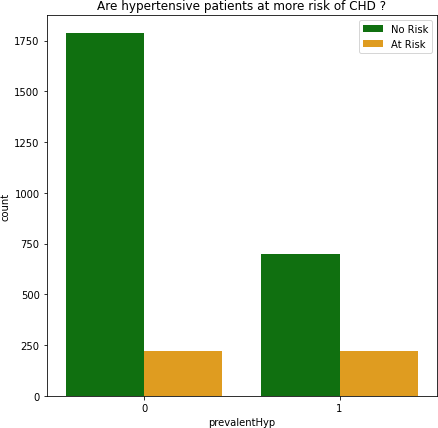 Are hypertensive patients at more risk of CHD ?
No Risk
At Risk
1750
1500
1250
1000
750
500
250
0
count
0 1
prevalentHyp